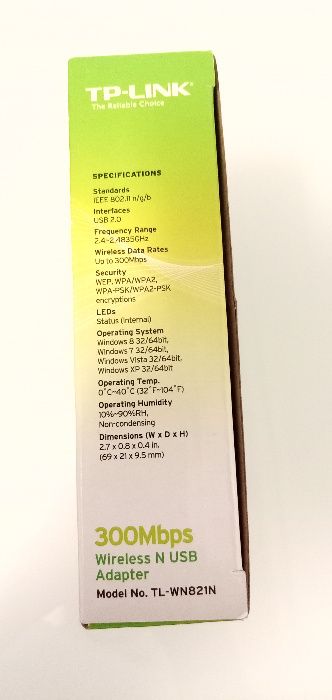 TP-LINK®
The Reliable Choice
SPECIFICATIONS
Standards
IEEE 802.11 n/g/b
Interfaces
USB 2.0
Frequency Range
2.4~2.4835GHz
Wireless Data Rates
Up to 300Mbps
Security
WEP, WPA/WPA2,
WPA-PSK/WPA2-PSK
encryptions
LEDs
Status (Internal)
Operating System
Windows 8 32/64bit,
Windows 7 32/64bit,
Windows Vista 32/64bit,
Windows XP 32/64bit
Operating Temp.
0˚C~40˚C (32˚F~104˚F)
Operating Humidity
10%~90%RH,
Non-condensing
Dimensions (W x D x H)
2.7 x 0.8 x 0.4 in.
(69 x 21 x 9.5 mm)
300Mbps
Wireless N USB
Adapter
Model No. TL-WN821N